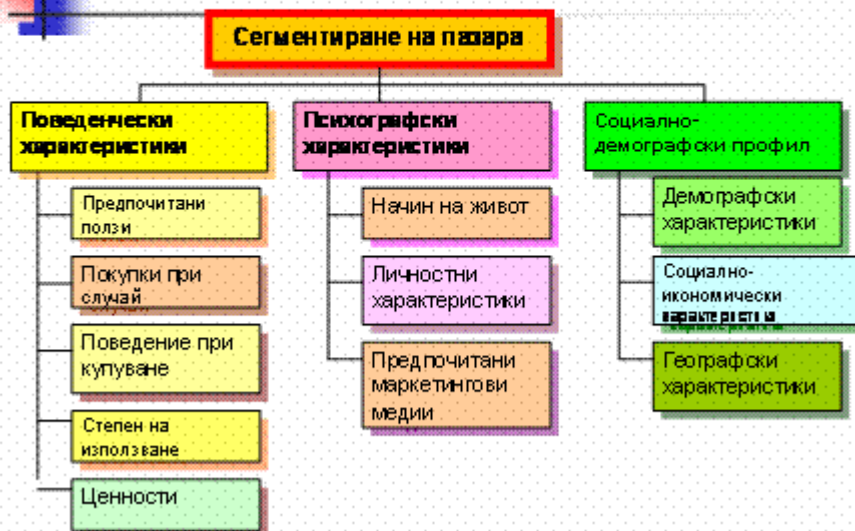 Сегментиране на пазара
Поведенчески
характеристики
Предпочитани
ползи
Покупки при
случай
Поведение при
купуване
Степен на
използване
Ценности
Психографски
характеристики
Начин на живот
Личностни
характеристики
Предпочитани
маркетингови
медии
Социално-
демографски профил
Демографски
характеристики
Социално-
икономически
характеристики
Географски
характеристики